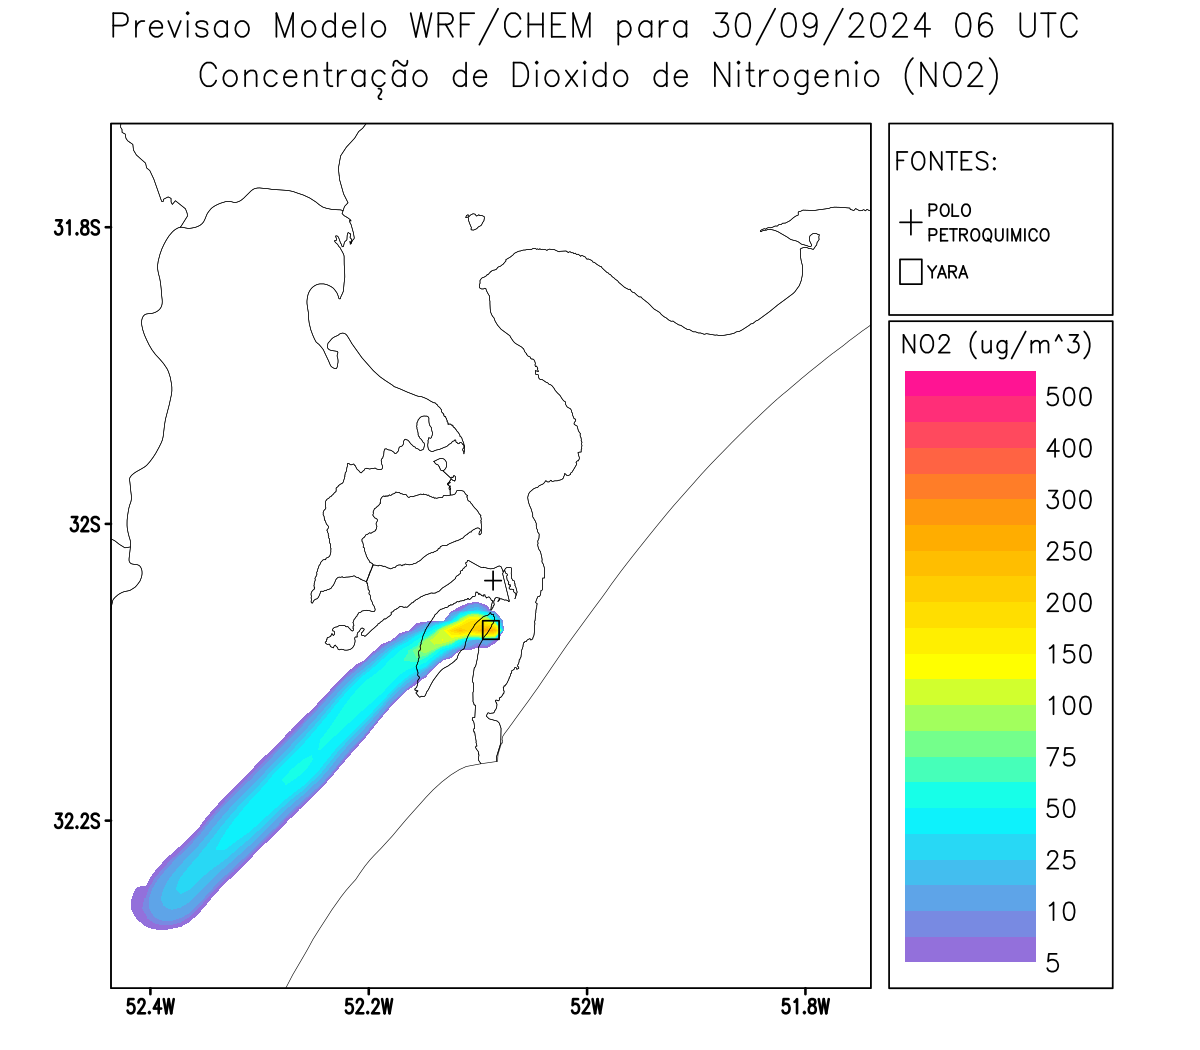 Previsao Modelo WRF/CHEM para 30/09/2024 06 UTC
Concentração de Dioxido de Nitrogenio (NO2)
FONTES:
POLO
PETROQUIMICO
YARA
NO2 (ug/m^3)
500
400
300
250
200
150
100
75
50
25
10
5
31.8S
32S
32.2S
52.4W
52.2W
52W
51.8W